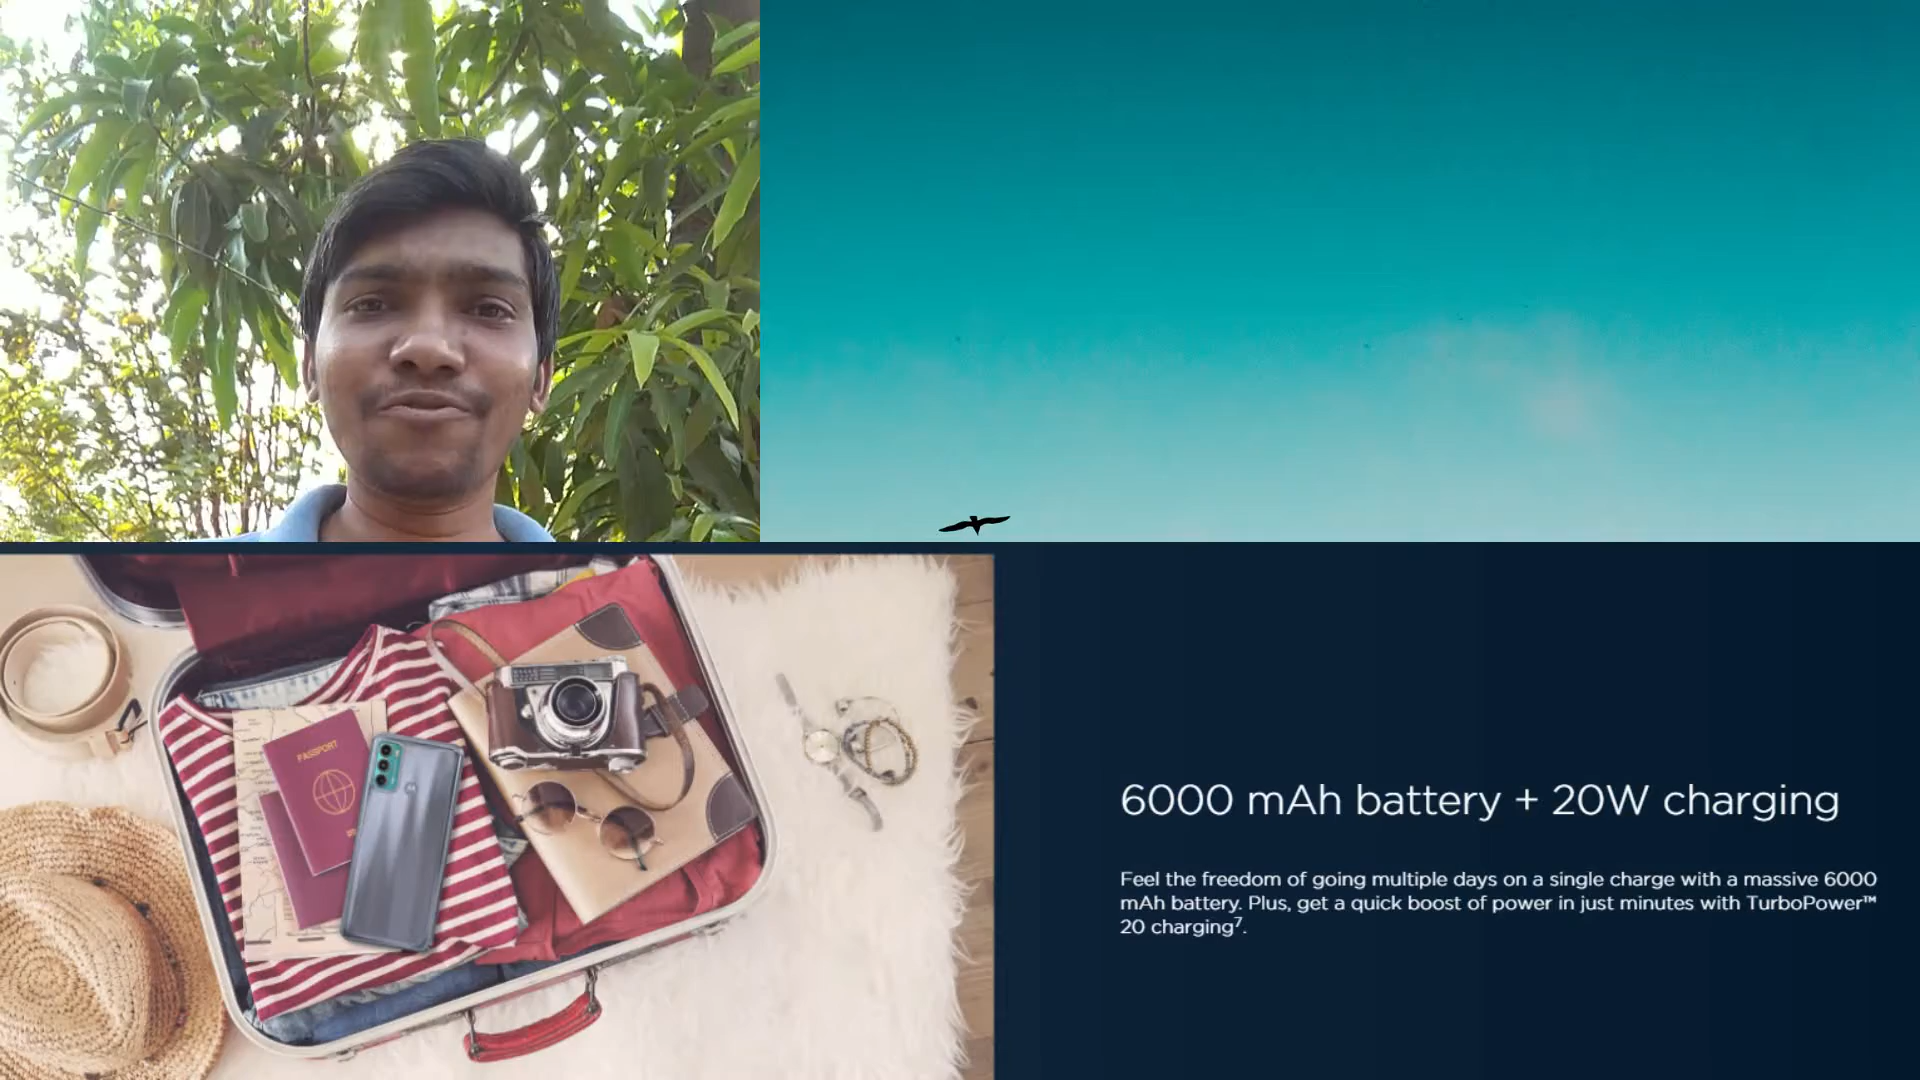 PASSPORT
6000 mAh battery + 20W charging
Feel the freedom of going multiple days on a single charge with a massive 6000
mAh battery. Plus, get a quick boost of power in just minutes with TurboPower™
20 charging⁷.